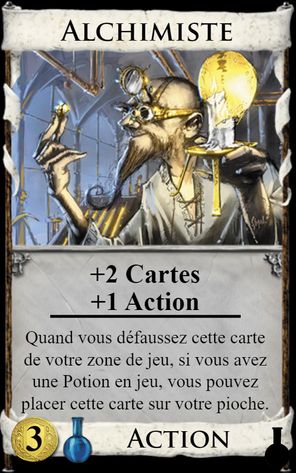 ALCHIMISTE
+2 Cartes
+1 Action
Quand vous défaussez cette carte
de votre zone de jeu, si vous avez
une Potion en jeu, vous pouvez
placer cette carte sur votre pioche.
3 ACTION